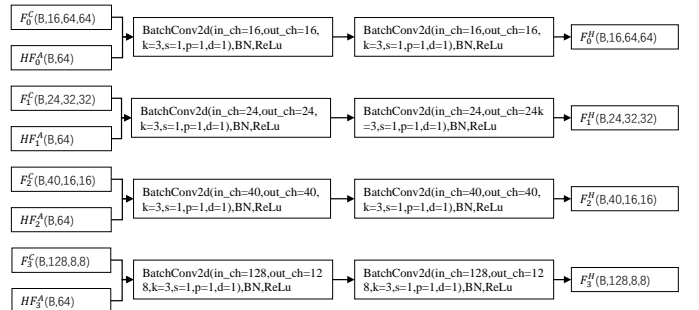 F_0^C(B,16,64,64)
HF_0^A(B,64)
BatchConv2d(in_ch=16,out_ch=16,
k=3,s=1,p=1,d=1),BN,ReLu
BatchConv2d(in_ch=16,out_ch=16,
k=3,s=1,p=1,d=1),BN,ReLu
F_0^H(B,16,64,64)
F_1^C(B,24,32,32)
HF_1^A(B,64)
BatchConv2d(in_ch=24,out_ch=24,
k=3,s=1,p=1,d=1),BN,ReLu
BatchConv2d(in_ch=24,out_ch=24k
=3,s=1,p=1,d=1),BN,ReLu
F_1^H(B,24,32,32)
F_2^C(B,40,16,16)
HF_2^A(B,64)
BatchConv2d(in_ch=40,out_ch=40,
k=3,s=1,p=1,d=1),BN,ReLu
BatchConv2d(in_ch=40,out_ch=40,
k=3,s=1,p=1,d=1),BN,ReLu
F_2^H(B,40,16,16)
F_3^C(B,128,8,8)
HF_3^A(B,64)
BatchConv2d(in_ch=128,out_ch=12
8,k=3,s=1,p=1,d=1),BN,ReLu
BatchConv2d(in_ch=128,out_ch=12
8,k=3,s=1,p=1,d=1),BN,ReLu
F_3^H(B,128,8,8)